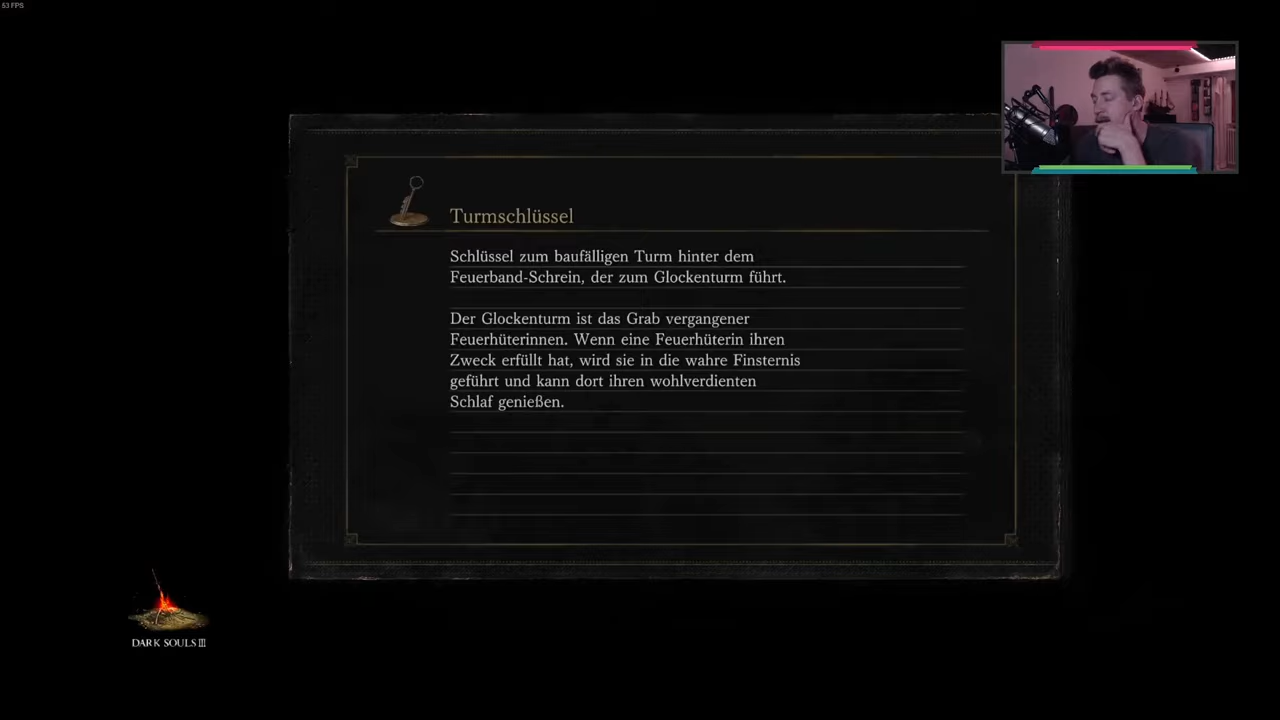 53 FPS
Turmschlüssel
Schlüssel zum baufälligen Turm hinter dem
Feuerband-Schrein, der zum Glockenturm führt.
Der Glockenturm ist das Grab vergangener
Feuerhüterinnen. Wenn eine Feuerhüterin ihren
Zweck erfüllt hat, wird sie in die wahre Finsternis
geführt und kann dort ihren wohlverdienten
Schlaf genießen.
DARK SOULS III